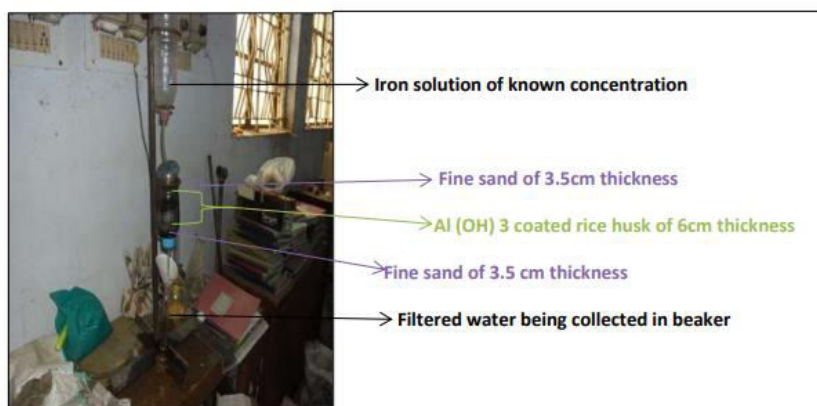 Iron solution of known concentration
Fine sand of 3.5cm thickness
Al (OH) 3 coated rice husk of 6cm thickness
Fine sand of 3.5 cm thickness
Filtered water being collected in beaker